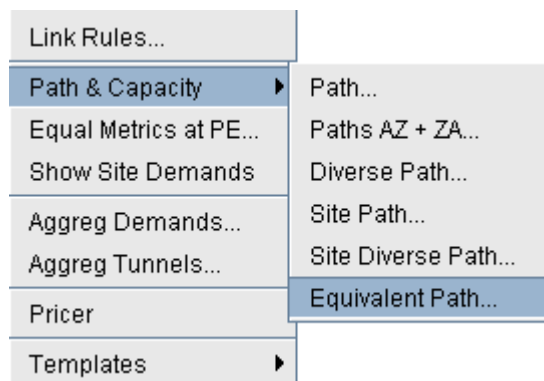 Link Rules...
Path & Capacity
Equal Metrics at PE...
Show Site Demands
Aggreg Demands...
Aggreg Tunnels...
Pricer
Templates
Path...
Paths AZ + ZA...
Diverse Path...
Site Path...
Site Diverse Path...
Equivalent Path...